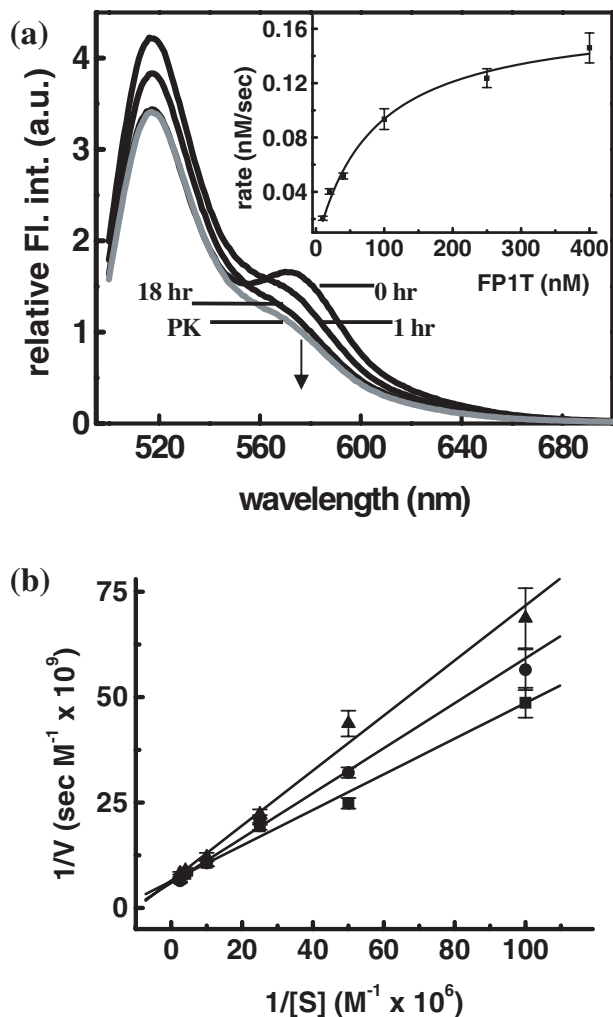 (a)
relative Fl. int. (a.u.)
4
3
2
1
0
520
560
600
640
680
wavelength (nm)
18 hr
PK
0 hr
1 hr
rate (nM/sec)
0.16
0.12
0.08
0.04
0
100
200
300
400
FP1T (nM)
(b)
1/V (sec M⁻¹ x 10⁹)
75
50
25
0
0
20
40
60
80
100
1/[S] (M⁻¹ x 10⁶)